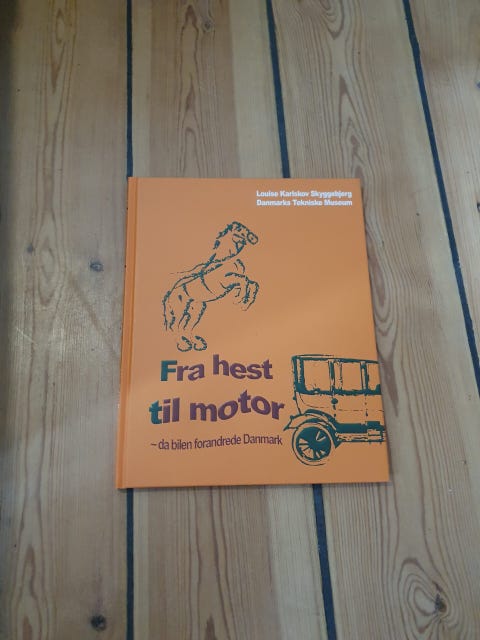 Louise Karlskov Skyggebjerg
Danmarks Tekniske Museum
Fra hest
til motor
~ da bilen forandrede Danmark